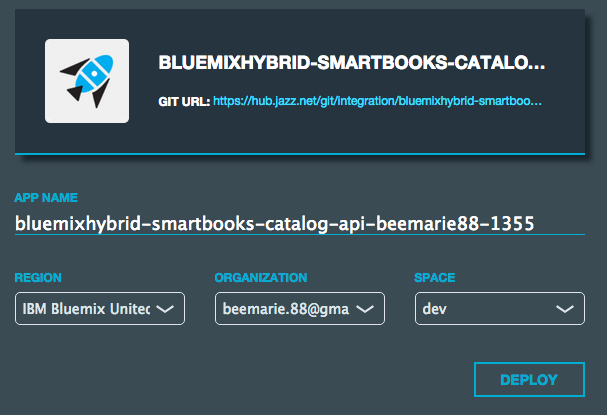 BLUEMIXHYBRID-SMARTBOOKS-CATALO...
GIT URL: https://hub.jazz.net/git/integration/bluemixhybrid-smartboo...
APP NAME
bluemixhybrid-smartbooks-catalog-api-beemarie88-1355
REGION ORGANIZATION SPACE
IBM Bluemix United beemarie.88@gma dev
DEPLOY